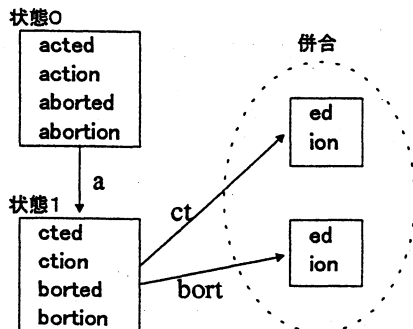 状態0
acted
action
aborted
abortion
a
状態1
cted
ction
borted
bortion
ct
bort
併合
ed
ion
ed
ion